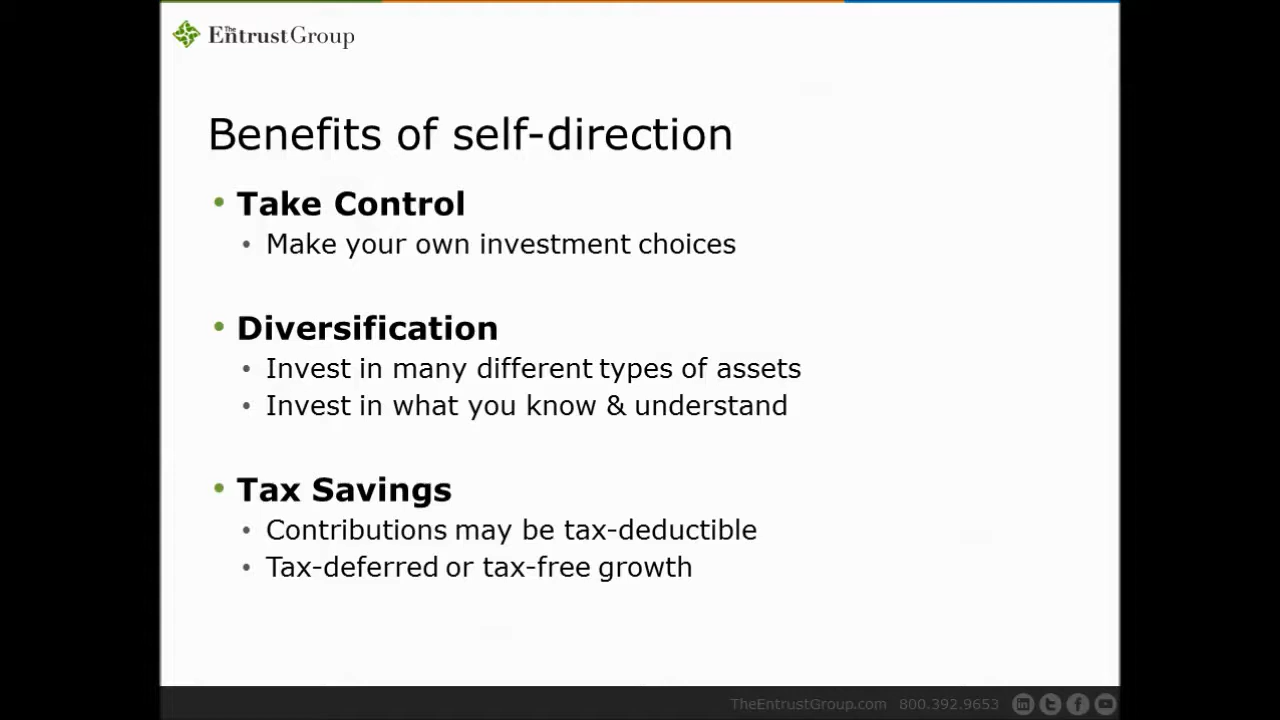 The EntrustGroup
Benefits of self-direction
• Take Control
• Make your own investment choices
• Diversification
• Invest in many different types of assets
• Invest in what you know & understand
• Tax Savings
• Contributions may be tax-deductible
• Tax-deferred or tax-free growth
TheEntrustGroup.com 800.392.9653